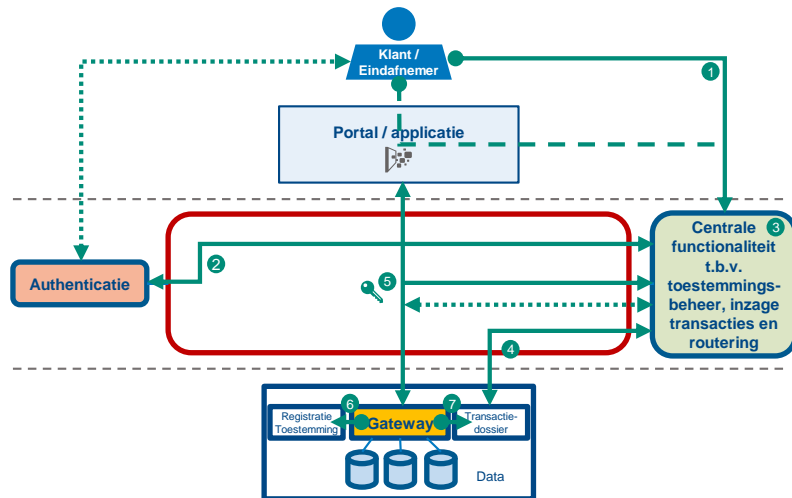 Klant /
Eindafnemer
1
Portal / applicatie
Centrale 3
functionaliteit
t.b.v.
toestemmings-
beheer, inzage
transacties en
routering
2
Authenticatie
5
4
6
7
Registratie
Toestemming
Gateway
Transactie-
dossier
Data